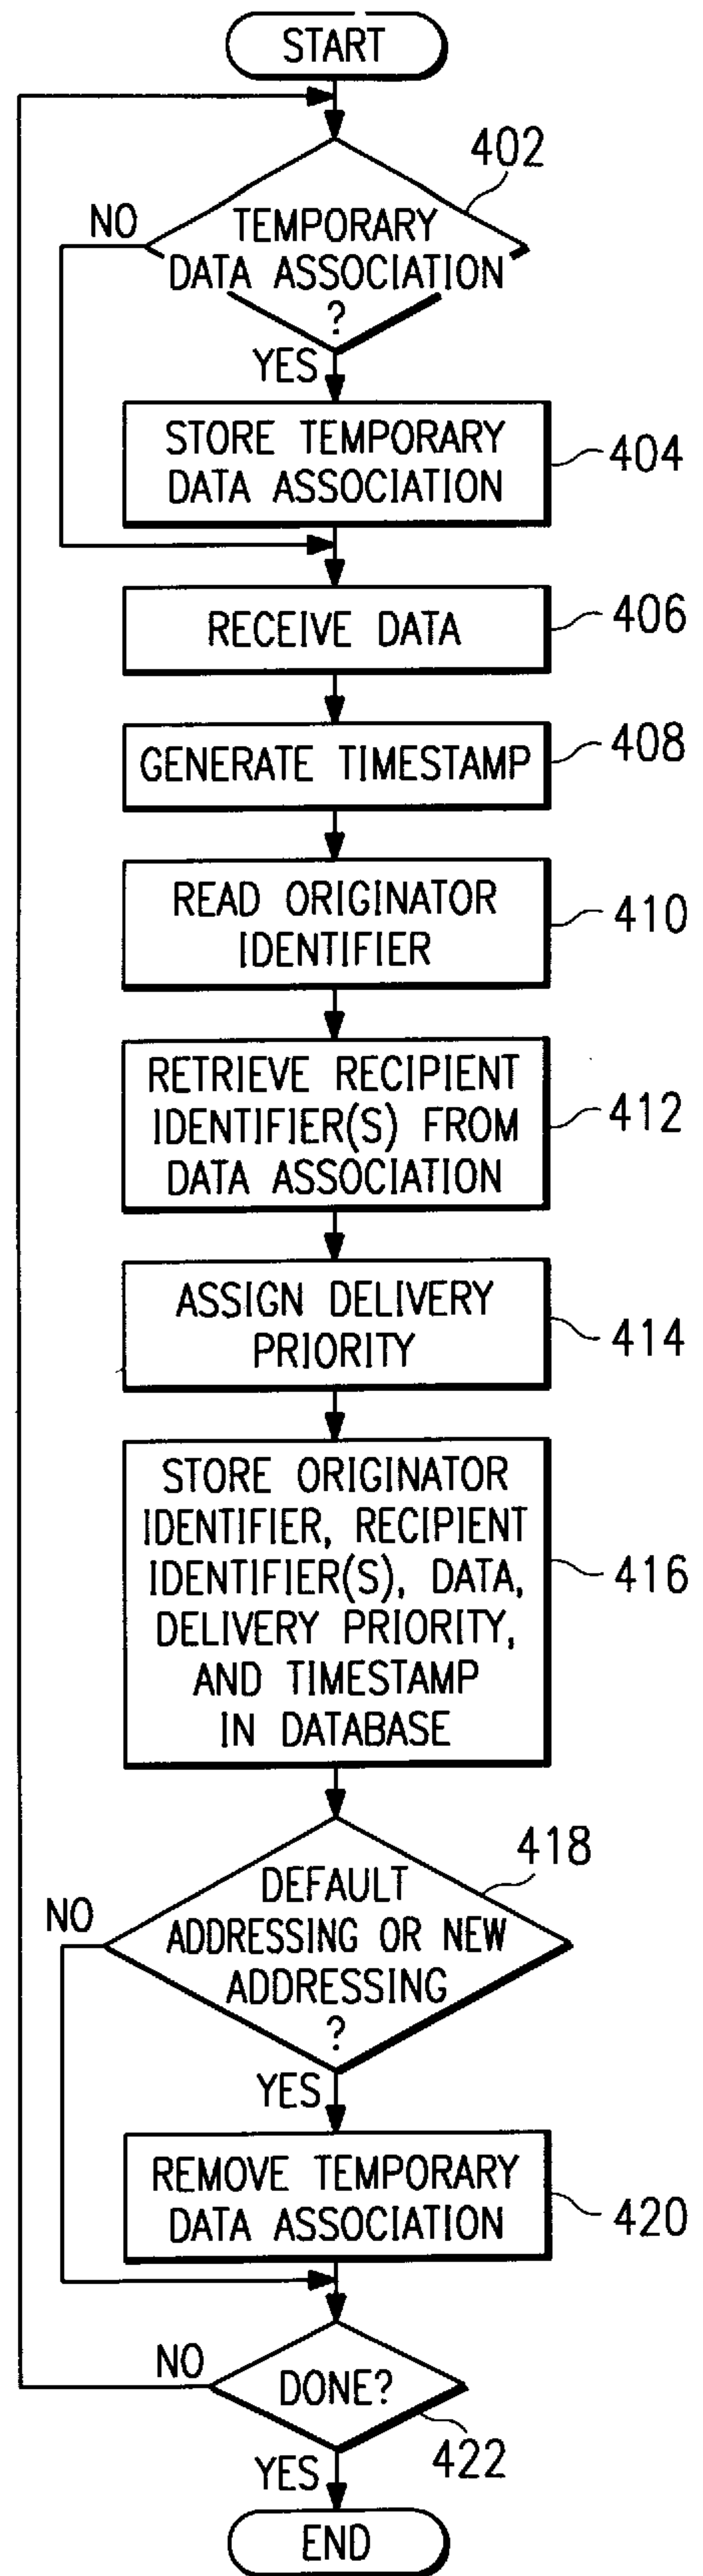 START
402
NO
TEMPORARY
DATA ASSOCIATION
?
YES
STORE TEMPORARY
DATA ASSOCIATION
404
RECEIVE DATA
406
GENERATE TIMESTAMP
408
READ ORIGINATOR
IDENTIFIER
410
RETRIEVE RECIPIENT
IDENTIFIER(S) FROM
DATA ASSOCIATION
412
ASSIGN DELIVERY
PRIORITY
414
STORE ORIGINATOR
IDENTIFIER, RECIPIENT
IDENTIFIER(S), DATA,
DELIVERY PRIORITY,
AND TIMESTAMP
IN DATABASE
416
418
NO
DEFAULT
ADDRESSING OR NEW
ADDRESSING
?
YES
REMOVE TEMPORARY
DATA ASSOCIATION
420
NO
DONE?
422
YES
END